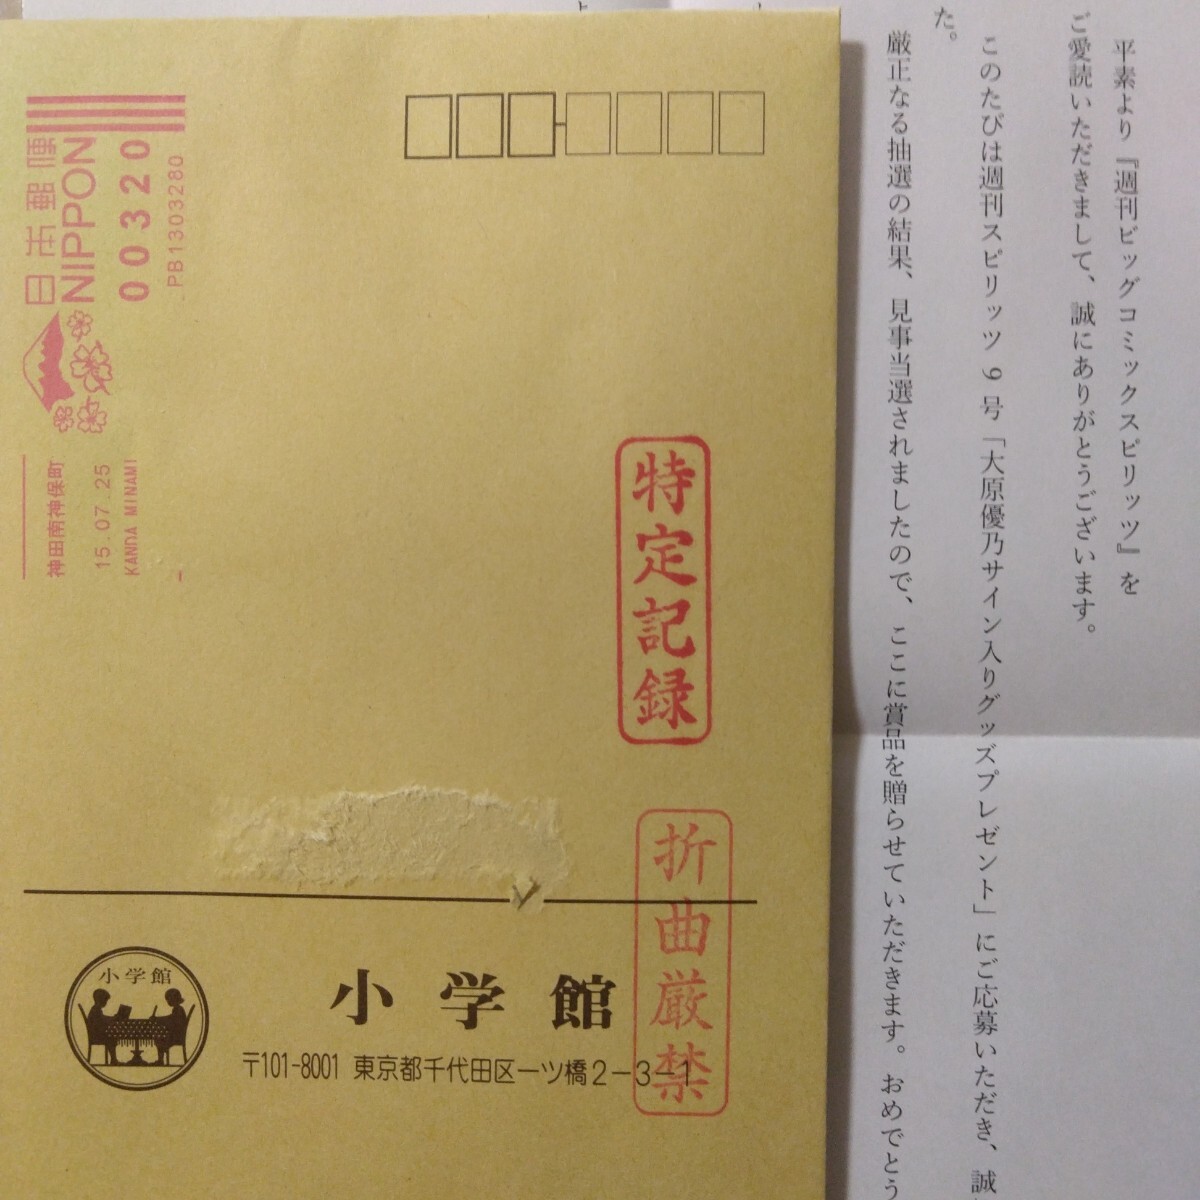 日本郵便
NIPPON
00320
PB1303280
神田南神保町
15.07.25
KANDA MINAMI
特定記録
折曲厳禁
小学館
小学館
〒101-8001 東京都千代田区一ツ橋2-3-1
平素より『週刊ビッグコミックスピリッツ』を
ご愛読いただきまして、誠にありがとうございます。
このたびは週刊スピリッツ9号「大原優乃サイン入りグッズプレゼント」にご応募いただき、誠
た。
厳正なる抽選の結果、見事当選されましたので、ここに賞品を贈らせていただきます。おめでとう